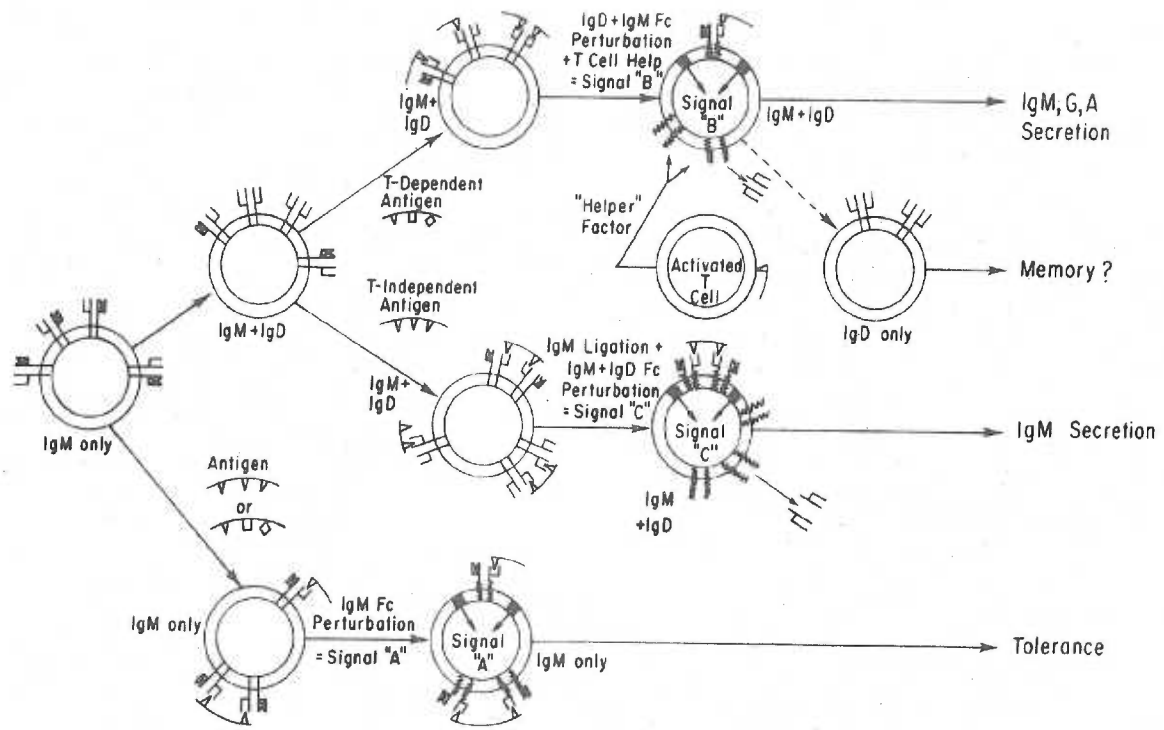 IgD+IgM Fc
Perturbation
+T Cell Help
= Signal "B"
IgM+
IgD
Signal
"B"
IgM+IgD
IgM, G, A
Secretion
T-Dependent
Antigen
"Helper"
Factor
Activated
T
Cell
IgD only
Memory ?
IgM+IgD
T-Independent
Antigen
IgM only
IgM+
IgD
IgM Ligation +
IgM+IgD Fc
Perturbation
= Signal "C"
Signal
"C"
IgM
+IgD
IgM Secretion
Antigen
or
IgM only
IgM Fc
Perturbation
= Signal "A"
Signal
"A"
IgM only
Tolerance